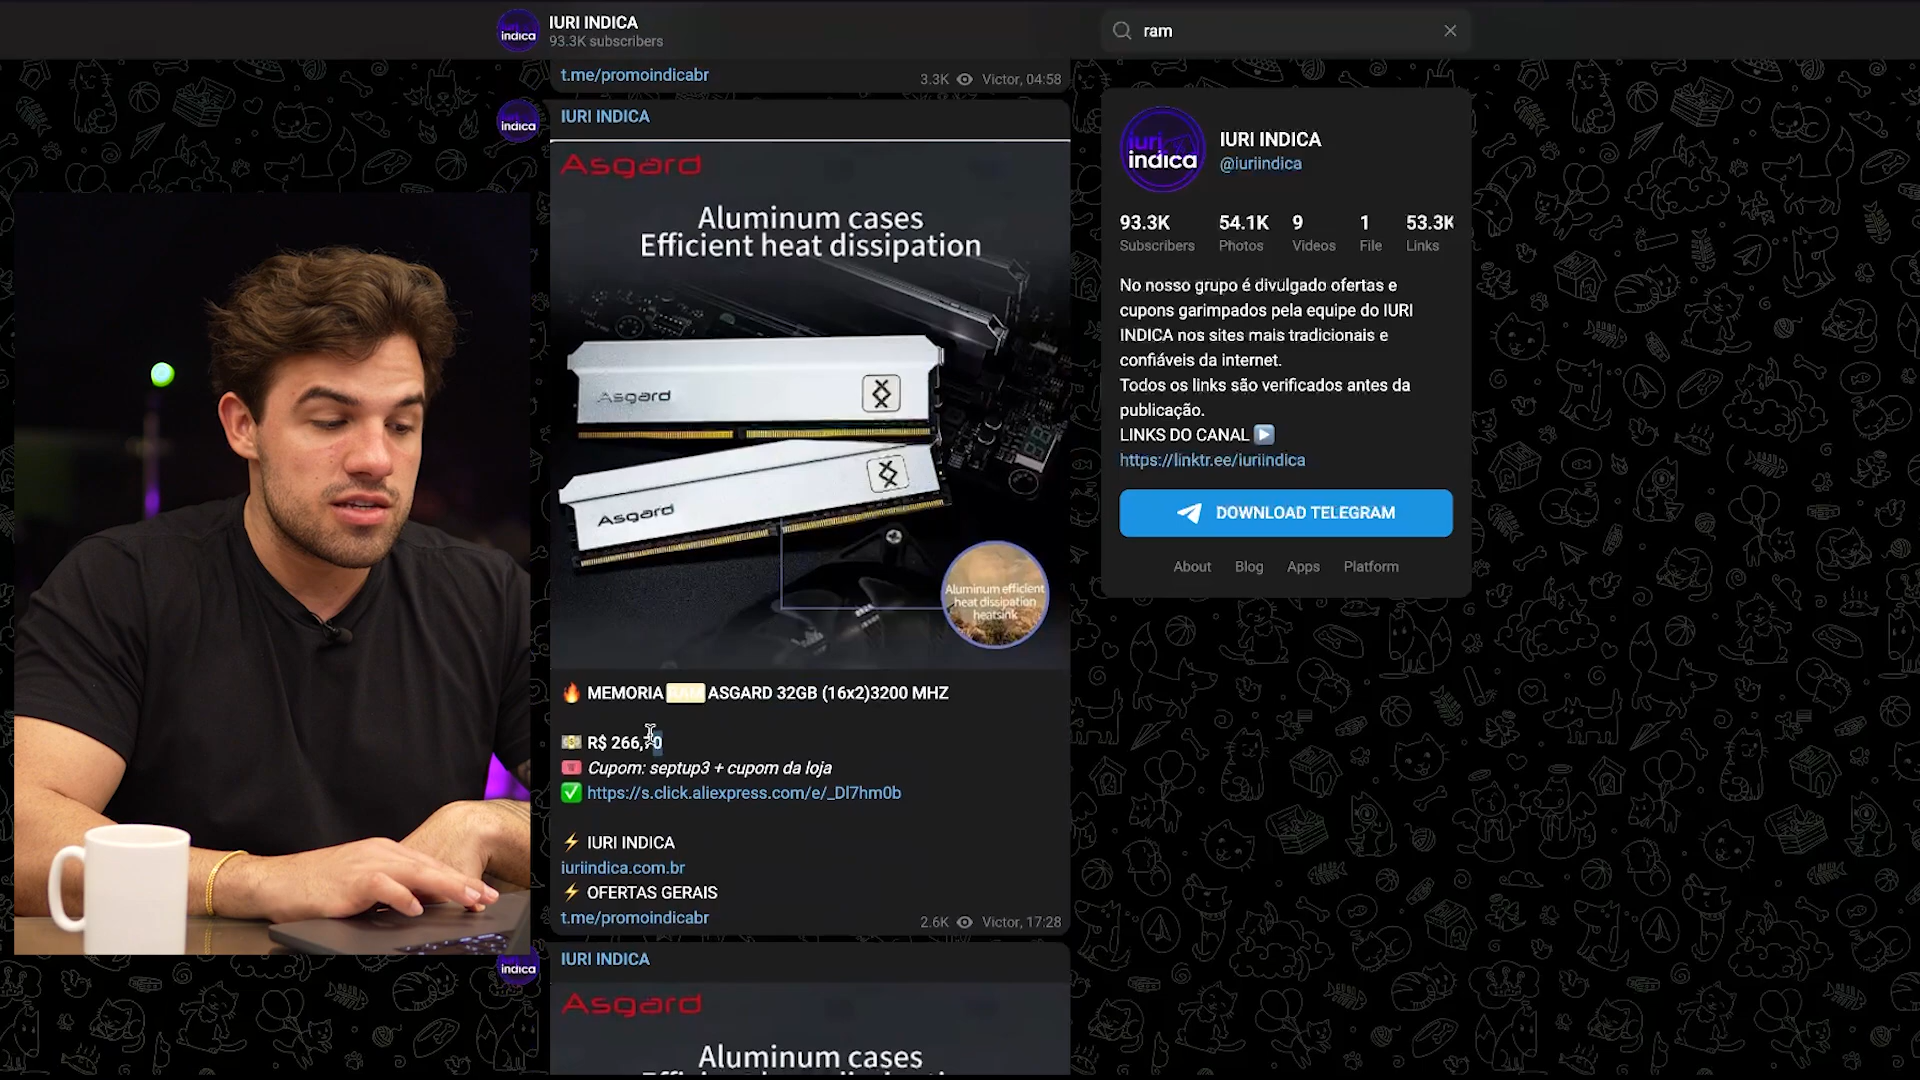 indica
IURI INDICA
93.3K subscribers
ram
t.me/promoindicabr
3.3K Victor, 04:58
indica
IURI INDICA
Asgard
Aluminum cases
Efficient heat dissipation
Asgard
Asgard
Aluminum efficient
heat dissipation
heatsink
🔥 MEMORIA RAM ASGARD 32GB (16x2)3200 MHZ
💵 R$ 266,
Cupom: septup3 + cupom da loja
✅ https://s.click.aliexpress.com/e/_Dl7hm0b
⚡ IURI INDICA
iuriindica.com.br
⚡ OFERTAS GERAIS
t.me/promoindicabr
2.6K Victor, 17:28
indica
IURI INDICA
Asgard
Aluminum cases
iuri
indica
IURI INDICA
@iuriindica
93.3K 54.1K 9 1 53.3K
Subscribers Photos Videos File Links
No nosso grupo é divulgado ofertas e
cupons garimpados pela equipe do IURI
INDICA nos sites mais tradicionais e
confiáveis da internet.
Todos os links são verificados antes da
publicação.
LINKS DO CANAL ▶️
https://linktr.ee/iuriindica
DOWNLOAD TELEGRAM
About Blog Apps Platform